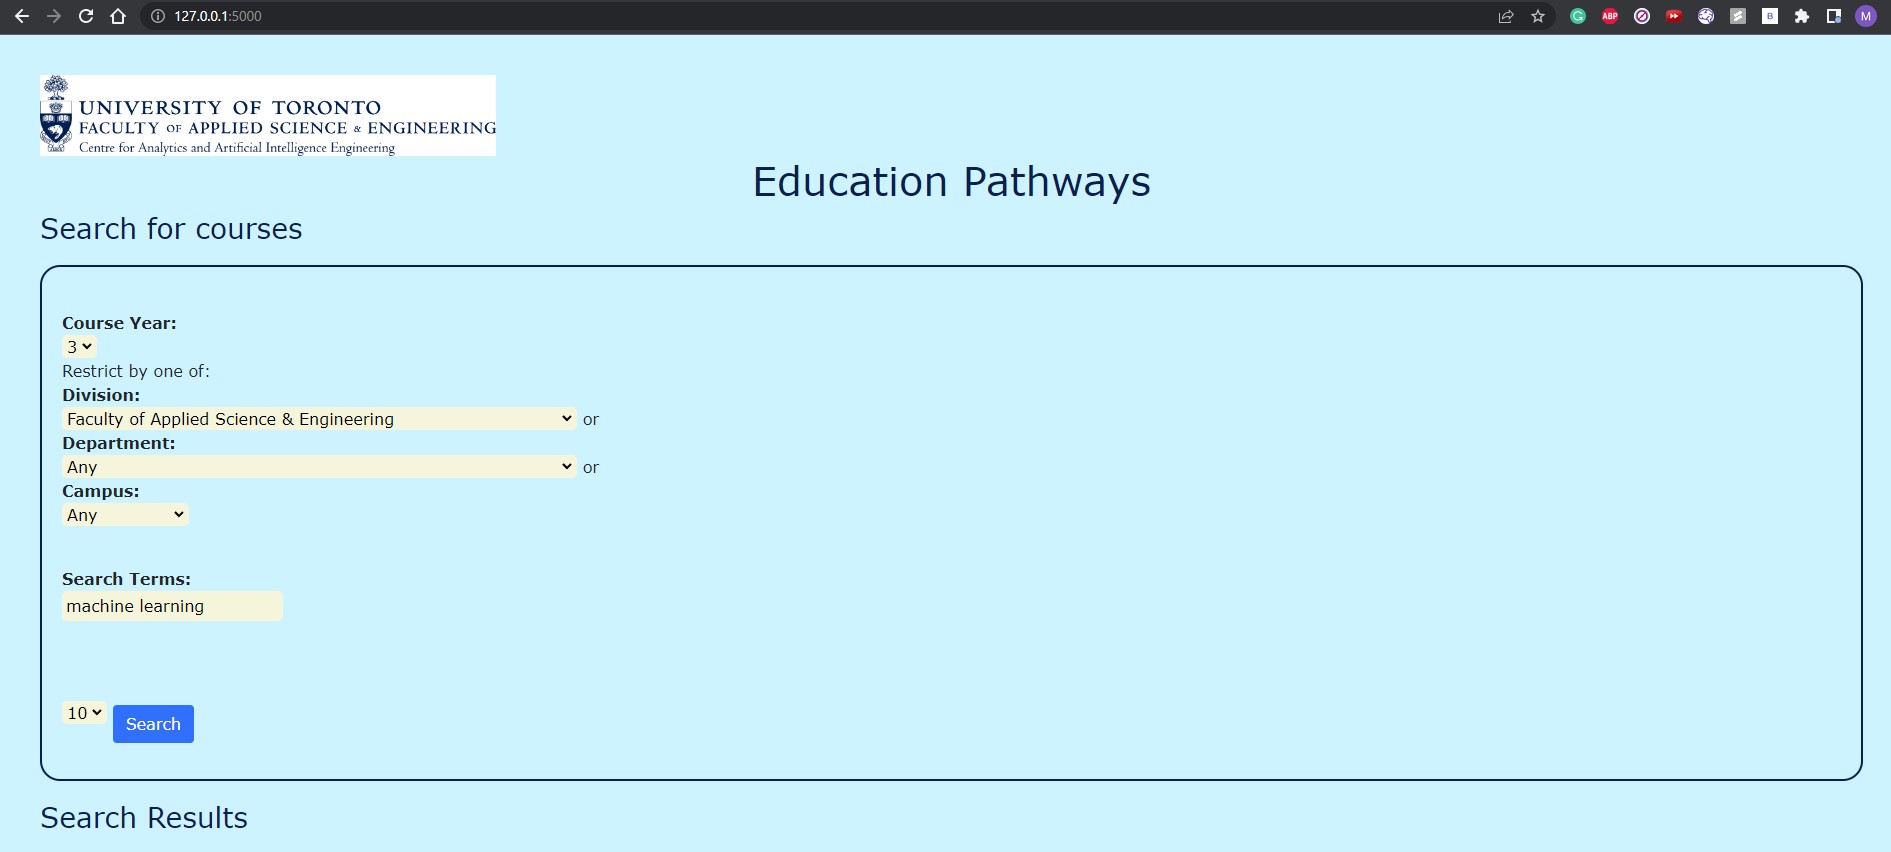 127.0.0.1:5000
ABP
B
M
UNIVERSITY OF TORONTO
FACULTY OF APPLIED SCIENCE & ENGINEERING
Centre for Analytics and Artificial Intelligence Engineering
Education Pathways
Search for courses
Course Year:
3
Restrict by one of:
Division:
Faculty of Applied Science & Engineering or
Department:
Any or
Campus:
Any
Search Terms:
machine learning
10 Search
Search Results